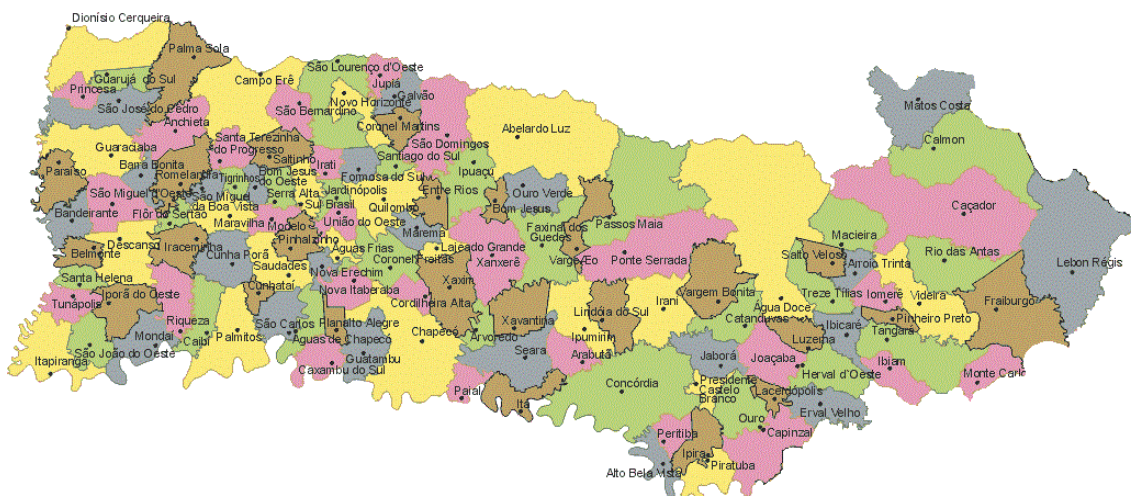 Dionísio Cerqueira
Palma Sola
São Lourenço d'Oeste
Guarujá do Sul
Campo Erê
Jupiá
Princesa
Galvão
São José do Cedro
Novo Horizonte
São Bernardino
Matos Costa
Anchieta
Coronel Martins
Abelardo Luz
Santa Terezinha
do Progresso
São Domingos
Calmon
Guaraciaba
Saltinho
Santiago do Sul
Barra Bonita
Irati
Ipuaçú
Paraíso
Romelândia
Bom Jesus
do Oeste
Formosa do Sul
Tigrinhos
São Miguel d'Oeste
São Miguel
da Boa Vista
Serra Alta
Jardinópolis
Entre Rios
Ouro Verde
Sul Brasil
Quilombo
Bom Jesus
Caçador
Bandeirante
Flôr do Sertão
Maravilha
Modelo
União do Oeste
Marema
Faxinal dos
Guedes
Passos Maia
Descanso
Iraceminha
Pinhalzinho
Águas Frias
Lajeado Grande
Macieira
Belmonte
Cunha Porã
Coronel Freitas
Xanxerê
Ponte Serrada
Salto Veloso
Rio das Antas
Arroio Trinta
Lebon Régis
Santa Helena
Saudades
Nova Erechim
Xaxim
Cunhataí
Nova Itaberaba
Tunápolis
Iporã do Oeste
Cordilheira Alta
Vargem Bonita
Irani
Água Doce
Treze Tílias
Iomerê
Videira
Fraiburgo
Lindóia do Sul
Pinheiro Preto
Riqueza
São Carlos
Planalto Alegre
Xavantina
Catanduvas
Ibicaré
Tangará
Mondaí
Palmitos
Chapecó
Arvoredo
Ipumirim
Luzerna
Caibi
Águas de Chapecó
São João do Oeste
Guatambu
Seara
Arabutã
Jaborá
Joaçaba
Ibiam
Itapiranga
Caxambu do Sul
Herval d'Oeste
Monte Carlo
Concórdia
Presidente
Castelo
Branco
Paial
Lacerdópolis
Itá
Erval Velho
Ouro
Peritiba
Capinzal
Ipira
Piratuba
Alto Bela Vista